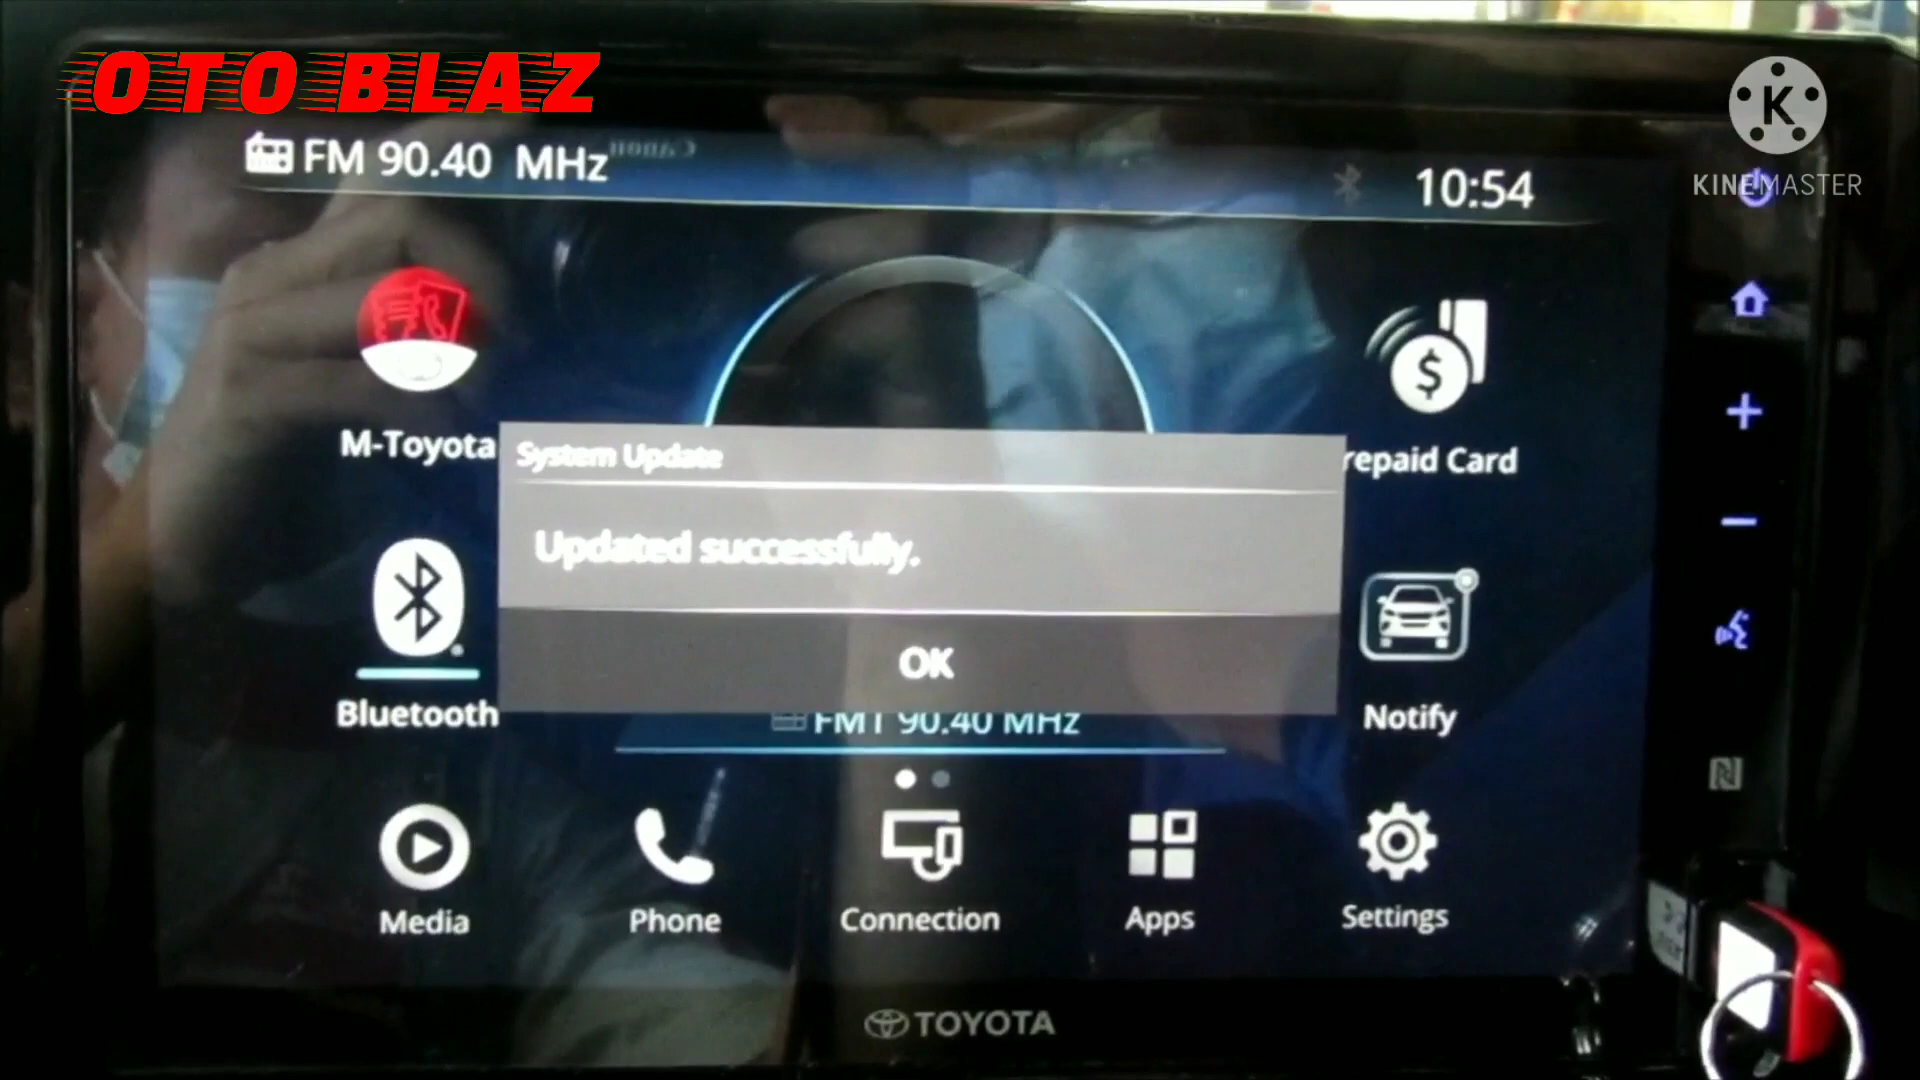 OTO BLAZ
FM 90.40 MHz
Canon
10:54
KINEMASTER
M-Toyota
System Update
Updated successfully.
OK
repaid Card
Bluetooth
FM1 90.40 MHz
Notify
Media
Phone
Connection
Apps
Settings
TOYOTA